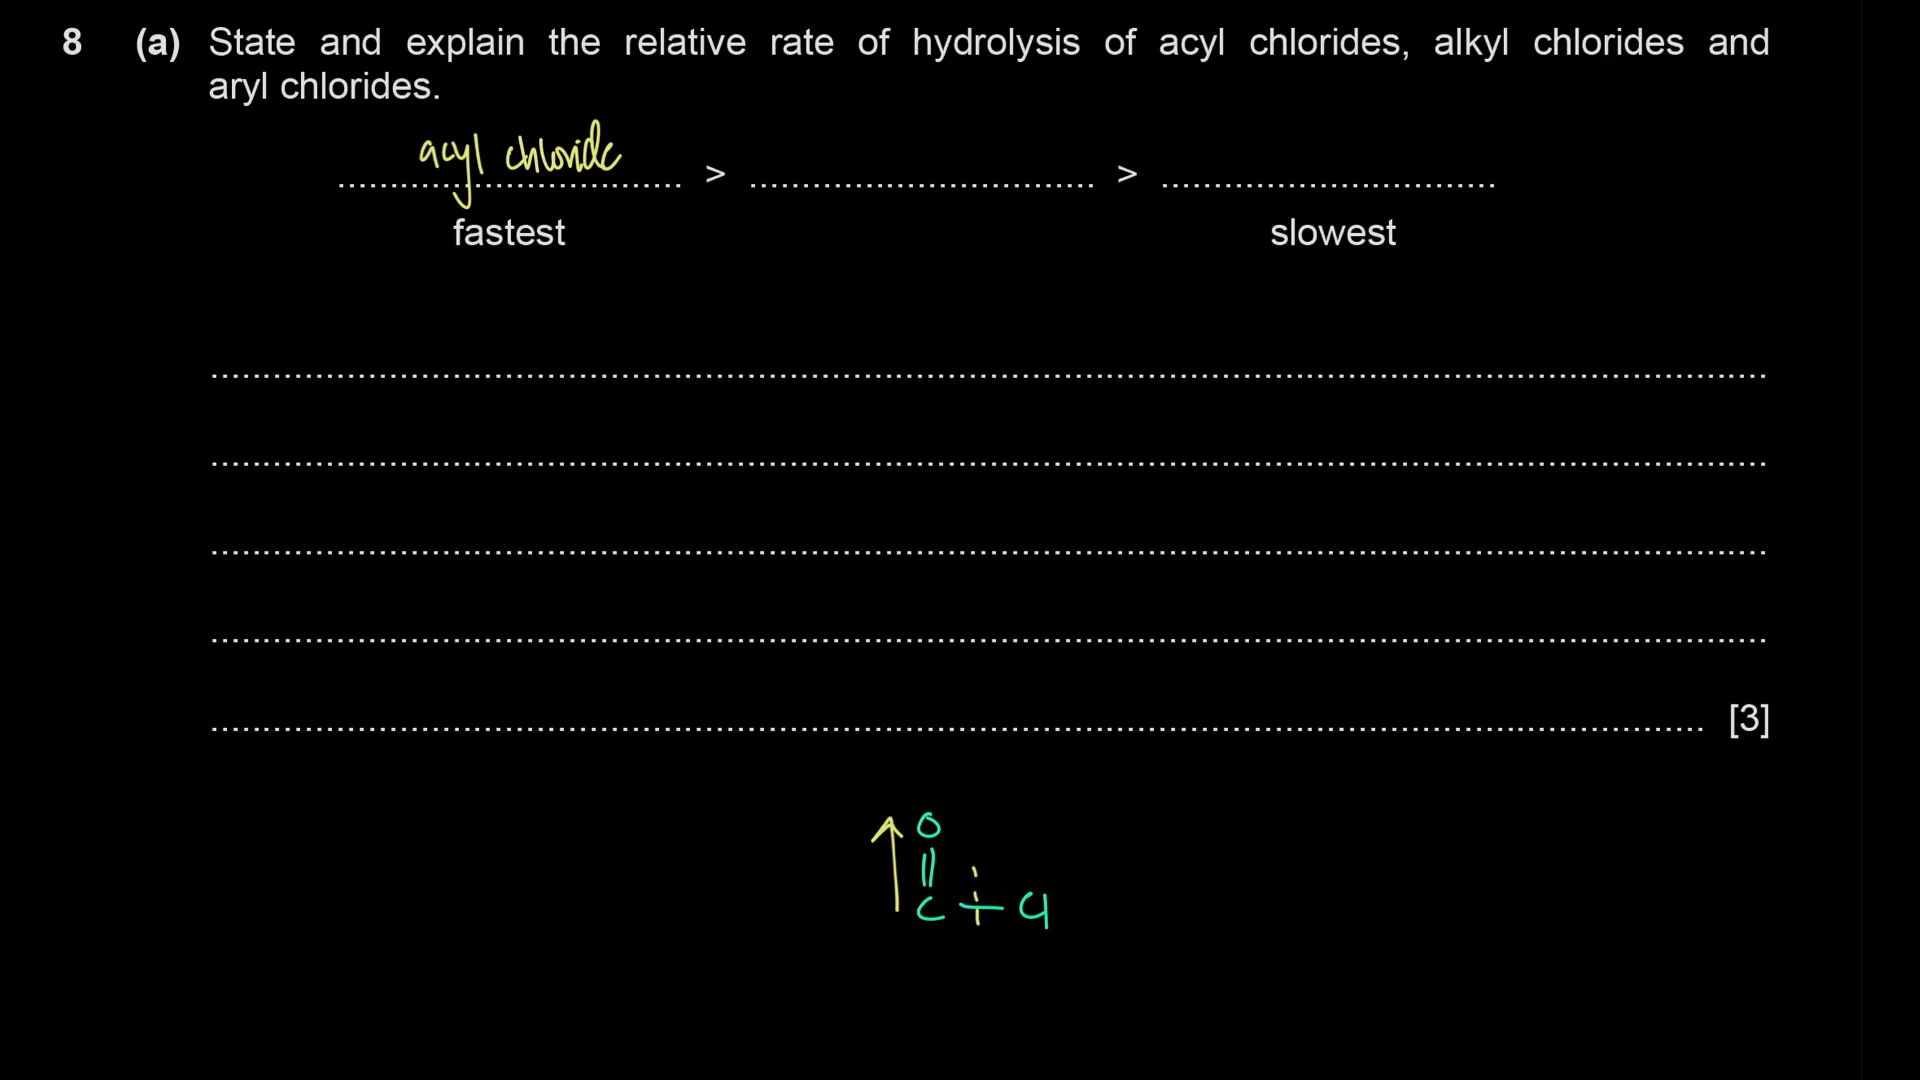 8 (a) State and explain the relative rate of hydrolysis of acyl chlorides, alkyl chlorides and
aryl chlorides.
acyl chloride
.................................. > .................................. > .................................
fastest slowest
[3]
O
C Cl